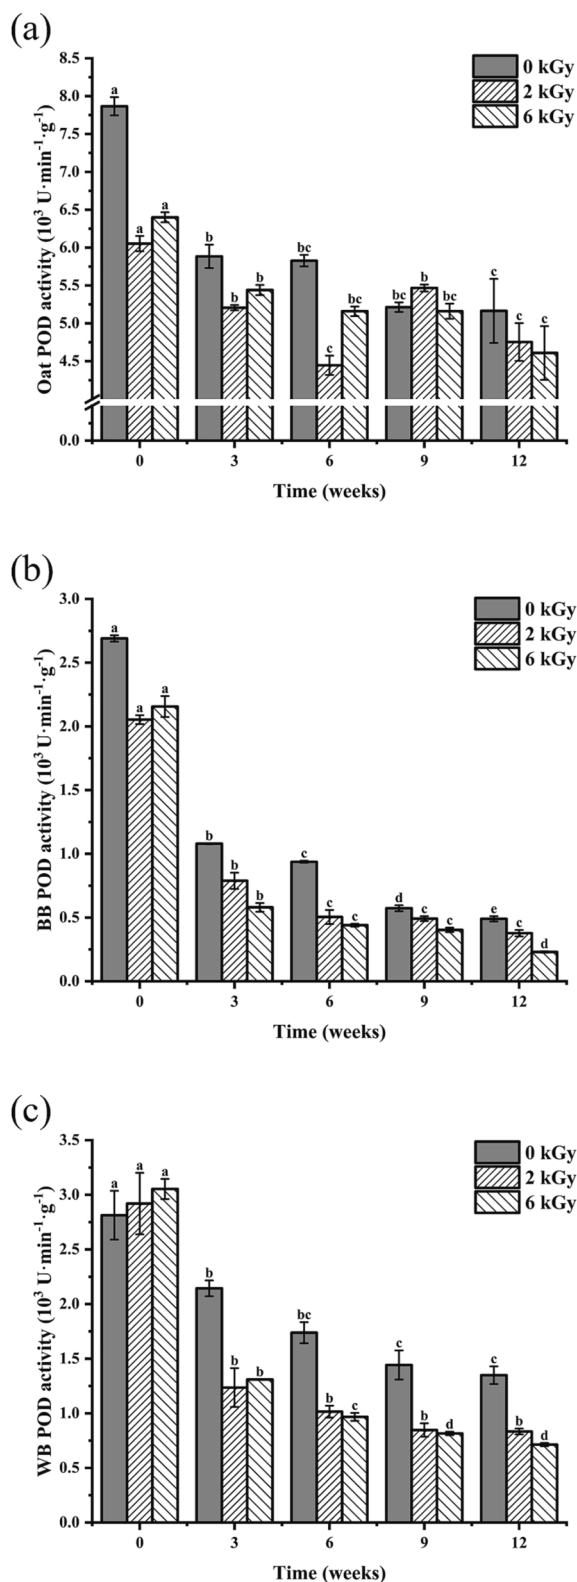 (a)
Oat POD activity (10³ U·min⁻¹·g⁻¹)
8.5
8.0
7.5
6.5
6.0
5.5
5.0
4.5
0.0
0 kGy
2 kGy
6 kGy
a
a
a
b
b
b
bc
c
bc
bc
b
bc
c
c
c
0 3 6 9 12
Time (weeks)
(b)
BB POD activity (10³ U·min⁻¹·g⁻¹)
3.0
2.5
2.0
1.5
1.0
0.5
0.0
0 kGy
2 kGy
6 kGy
a
a
a
b
b
b
c
c
c
d
c
c
e
c
d
0 3 6 9 12
Time (weeks)
(c)
WB POD activity (10³ U·min⁻¹·g⁻¹)
3.5
3.0
2.5
2.0
1.5
1.0
0.5
0.0
0 kGy
2 kGy
6 kGy
a
a
a
b
b
b
bc
b
c
c
b
d
c
b
d
0 3 6 9 12
Time (weeks)